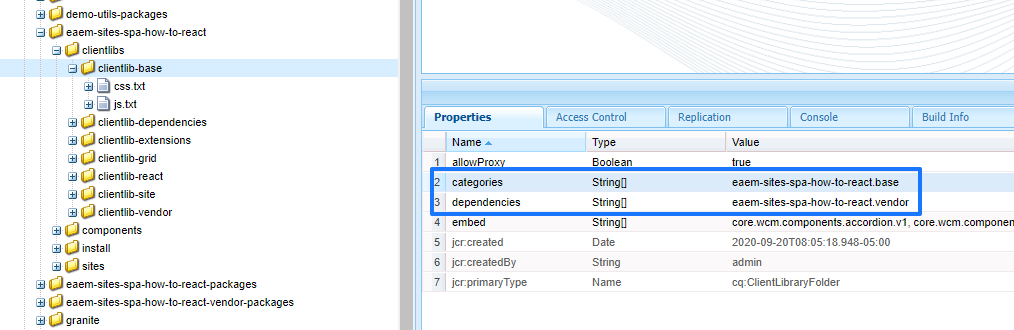 demo-utils-packages
eaem-sites-spa-how-to-react
clientlibs
clientlib-base
css.txt
js.txt
clientlib-dependencies
clientlib-extensions
clientlib-grid
clientlib-react
clientlib-site
clientlib-vendor
components
install
sites
eaem-sites-spa-how-to-react-packages
eaem-sites-spa-how-to-react-vendor-packages
granite
Properties Access Control Replication Console Build Info
Name Type Value
1 allowProxy Boolean true
2 categories String[] eaem-sites-spa-how-to-react.base
3 dependencies String[] eaem-sites-spa-how-to-react.vendor
4 embed String[] core.wcm.components.accordion.v1, core.wcm.component
5 jcr:created Date 2020-09-20T08:05:18.948-05:00
6 jcr:createdBy String admin
7 jcr:primaryType Name cq:ClientLibraryFolder